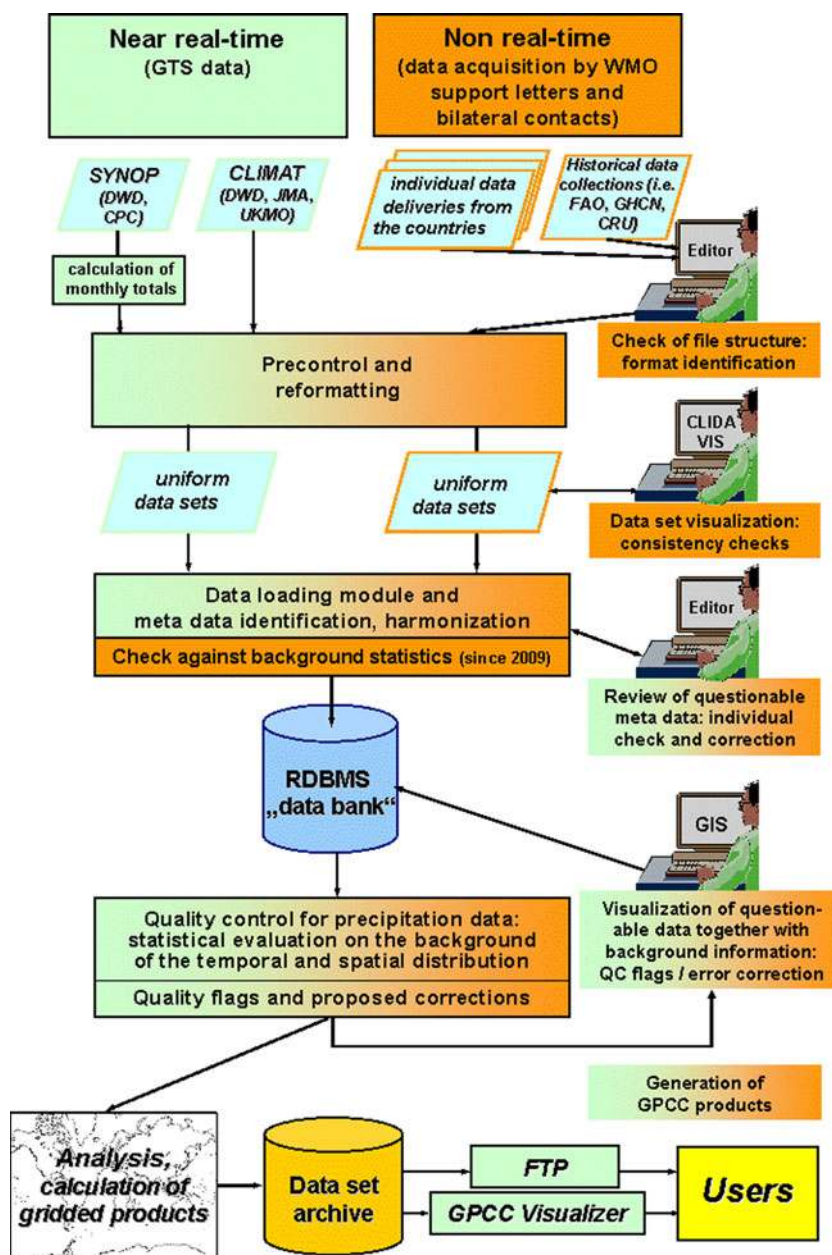 Near real-time
(GTS data)
Non real-time
(data acquisition by WMO
support letters and
bilateral contacts)
SYNOP
(DWD,
CPC)
CLIMAT
(DWD, JMA,
UKMO)
individual data
deliveries from
the countries
Historical data
collections (i.e.
FAO, GHCN,
CRU)
Editor
calculation of
monthly totals
Check of file structure:
format identification
Precontrol and
reformatting
CLIDA
VIS
uniform
data sets
uniform
data sets
Data set visualization:
consistency checks
Data loading module and
meta data identification, harmonization
Check against background statistics (since 2009)
Editor
Review of questionable
meta data: individual
check and correction
RDBMS
„data bank“
GIS
Quality control for precipitation data:
statistical evaluation on the background
of the temporal and spatial distribution
Quality flags and proposed corrections
Visualization of question-
able data together with
background information:
QC flags / error correction
Generation of
GPCC products
Analysis,
calculation of
gridded products
Data set
archive
FTP
GPCC Visualizer
Users